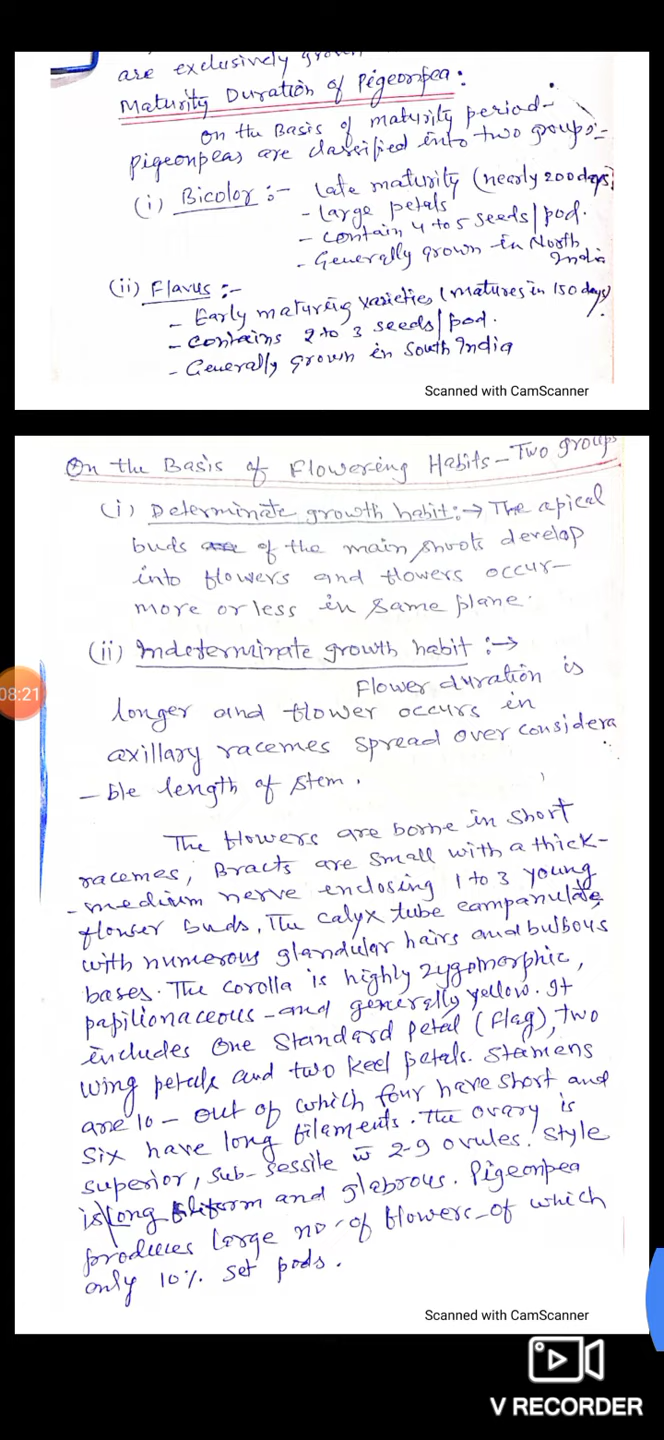 are exclusively grown
Maturity Duration of Pigeonpea:
On the Basis of maturity period-
pigeonpeas are classified into two groups:-
(i) Bicolor :- Late maturity (nearly 200 days)
- Large petals
- contain 4 to 5 seeds/pod.
- Generally grown in North
India
(ii) Flavus :-
- Early maturing varieties (matures in 150 days)
- contains 2 to 3 seeds/pod.
- Generally grown in South India
Scanned with CamScanner
On the Basis of Flowering Habits - Two groups
(i) Determinate growth habit:→ The apical
buds of the main shoots develop
into flowers and flowers occur-
more or less in same plane.
(ii) Indeterminate growth habit :→
Flower duration is
08:21
longer and flower occurs in
axillary racemes spread over considera
-ble length of stem.
The flowers are borne in short
racemes, Bracts are small with a thick-
-medium nerve enclosing 1 to 3 young
flower buds. The calyx tube campanulate
with numerous glandular hairs and bulbous
bases. The corolla is highly zygomorphic,
papilionaceous - and generally yellow. It
includes One Standard petal (flag), two
wing petals and two keel petals. Stamens
are 10 - out of which four have short and
six have long filaments. The ovary is
superior, sub-sessile w 2-9 ovules. Style
is long filiform and glabrous. Pigeonpea
produces large no. of flowers - of which
only 10% set pods.
Scanned with CamScanner
V RECORDER